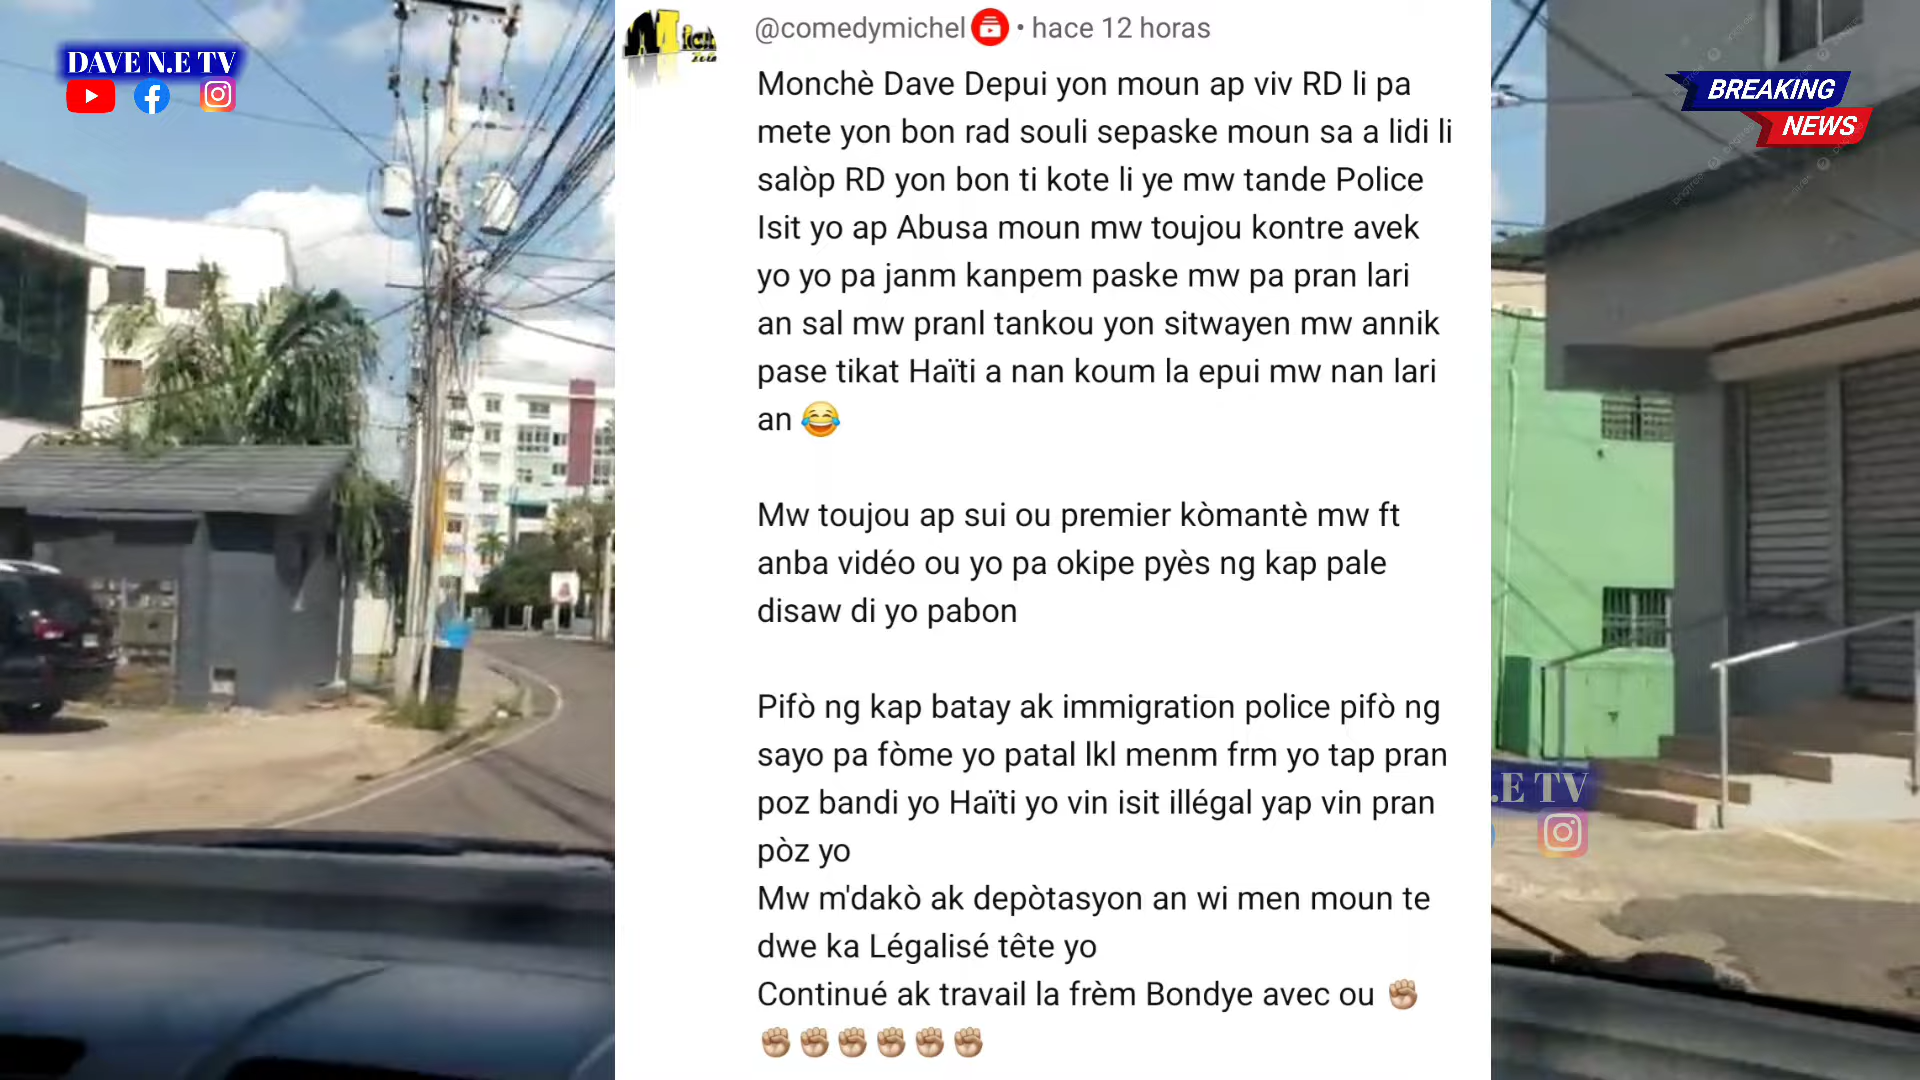 DAVE N.E TV
BREAKING
NEWS
@comedymichel • hace 12 horas
Monchè Dave Depui yon moun ap viv RD li pa
mete yon bon rad souli sepaske moun sa a lidi li
salòp RD yon bon ti kote li ye mw tande Police
Isit yo ap Abusa moun mw toujou kontre avek
yo yo pa janm kanpem paske mw pa pran lari
an sal mw pranl tankou yon sitwayen mw annik
pase tikat Haïti a nan koum la epui mw nan lari
an 😂
Mw toujou ap sui ou premier kòmantè mw ft
anba vidéo ou yo pa okipe pyès ng kap pale
disaw di yo pabon
Pifò ng kap batay ak immigration police pifò ng
sayo pa fòme yo patal lkl menm frm yo tap pran
poz bandi yo Haïti yo vin isit illégal yap vin pran
pòz yo
Mw m'dakò ak depòtasyon an wi men moun te
dwe ka Légalisé tête yo
Continué ak travail la frèm Bondye avec ou ✊🏼
✊🏼✊🏼✊🏼✊🏼✊🏼✊🏼
.E TV